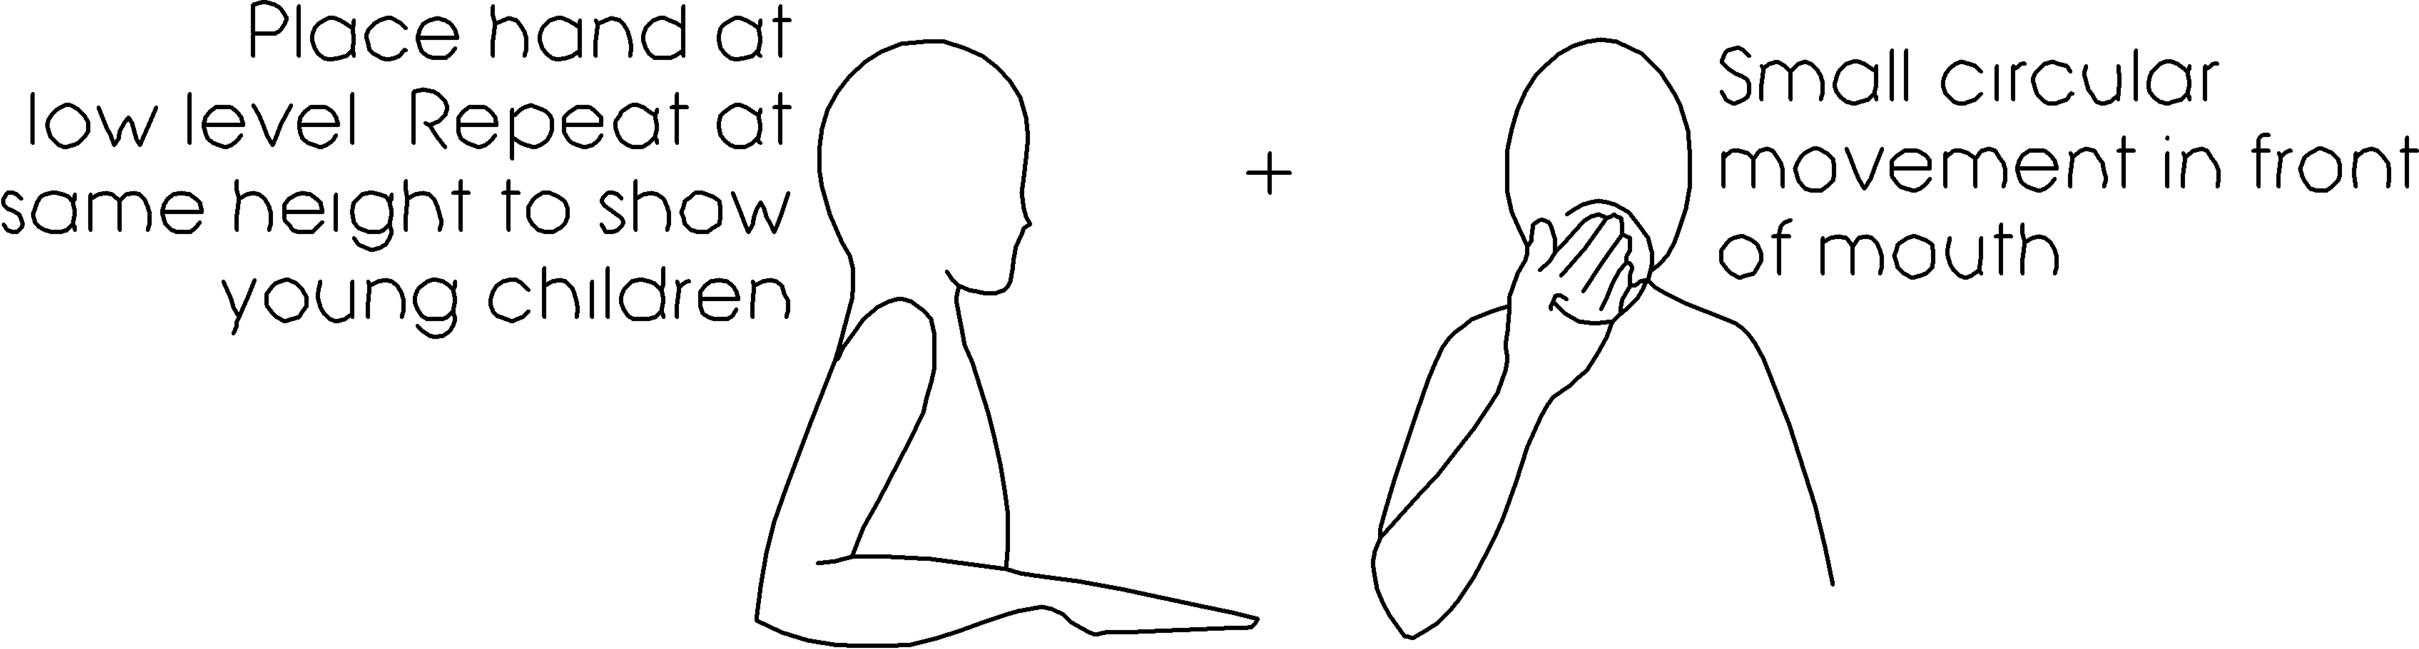 Place hand at
low level Repeat at
same height to show
young children
+
Small circular
movement in front
of mouth